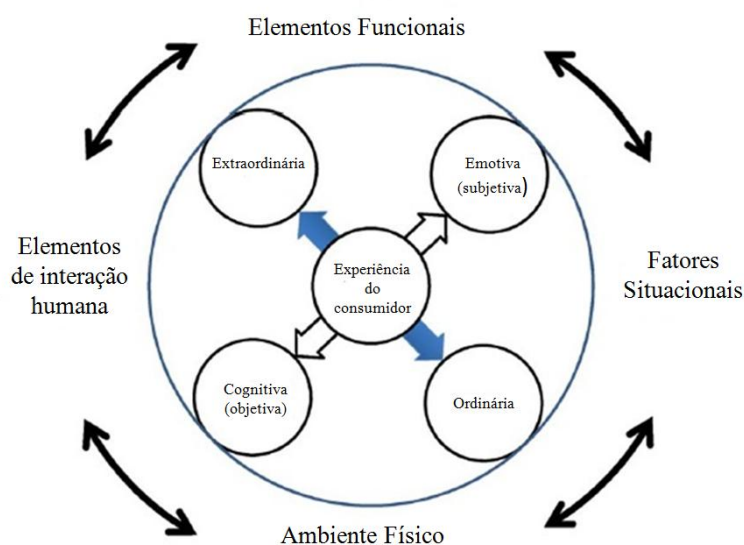 Elementos Funcionais
Extraordinária
Emotiva
(subjetiva)
Elementos
de interação
humana
Experiência
do
consumidor
Fatores
Situacionais
Cognitiva
(objetiva)
Ordinária
Ambiente Físico